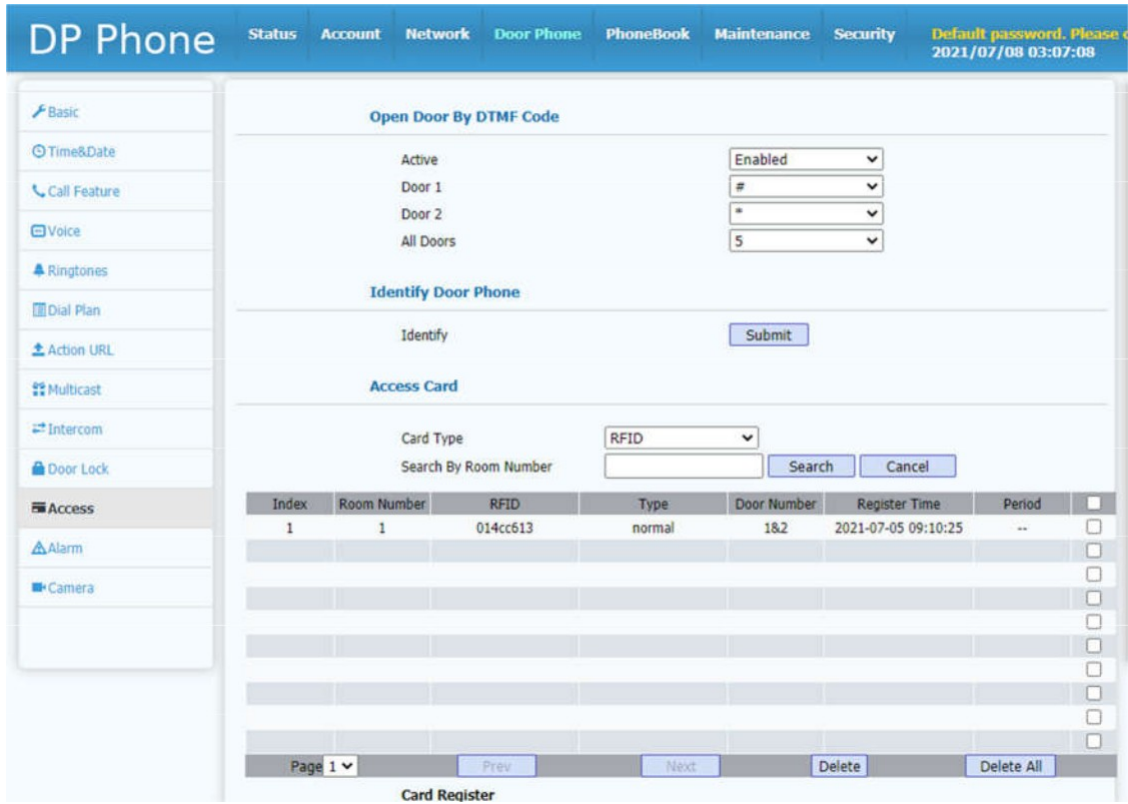 DP Phone
Status Account Network Door Phone PhoneBook Maintenance Security Default password. Please
2021/07/08 03:07:08
Basic
Time&Date
Call Feature
Voice
Ringtones
Dial Plan
Action URL
Multicast
Intercom
Door Lock
Access
Alarm
Camera
Open Door By DTMF Code
Active Enabled
Door 1 #
Door 2 *
All Doors 5
Identify Door Phone
Identify Submit
Access Card
Card Type RFID
Search By Room Number Search Cancel
Index Room Number RFID Type Door Number Register Time Period
1 1 014cc613 normal 1&2 2021-07-05 09:10:25 --
Page 1 Prev Next Delete Delete All
Card Register